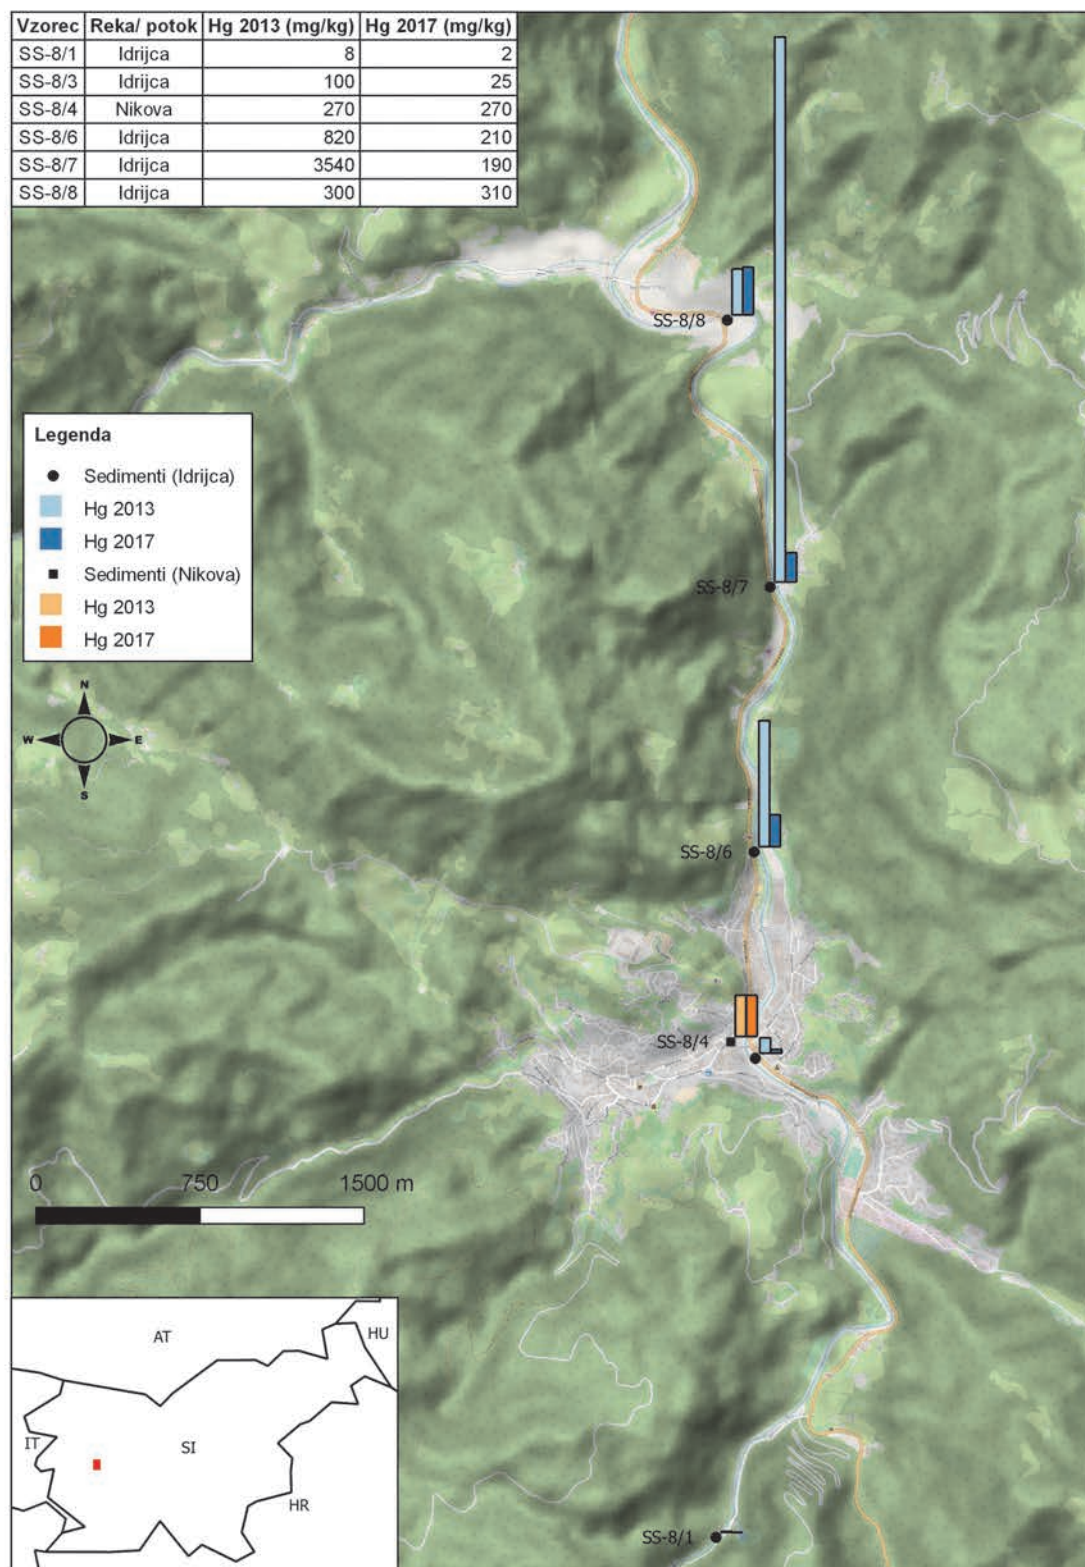 Vzorec Reka/ potok Hg 2013 (mg/kg) Hg 2017 (mg/kg)
SS-8/1 Idrijca 8 2
SS-8/3 Idrijca 100 25
SS-8/4 Nikova 270 270
SS-8/6 Idrijca 820 210
SS-8/7 Idrijca 3540 190
SS-8/8 Idrijca 300 310
SS-8/8
Legenda
Sedimenti (Idrijca)
Hg 2013
Hg 2017
Sedimenti (Nikova)
Hg 2013
Hg 2017
SS-8/7
N
W E
S
SS-8/6
SS-8/4
0 750 1500 m
AT
HU
IT
SI
HR
SS-8/1